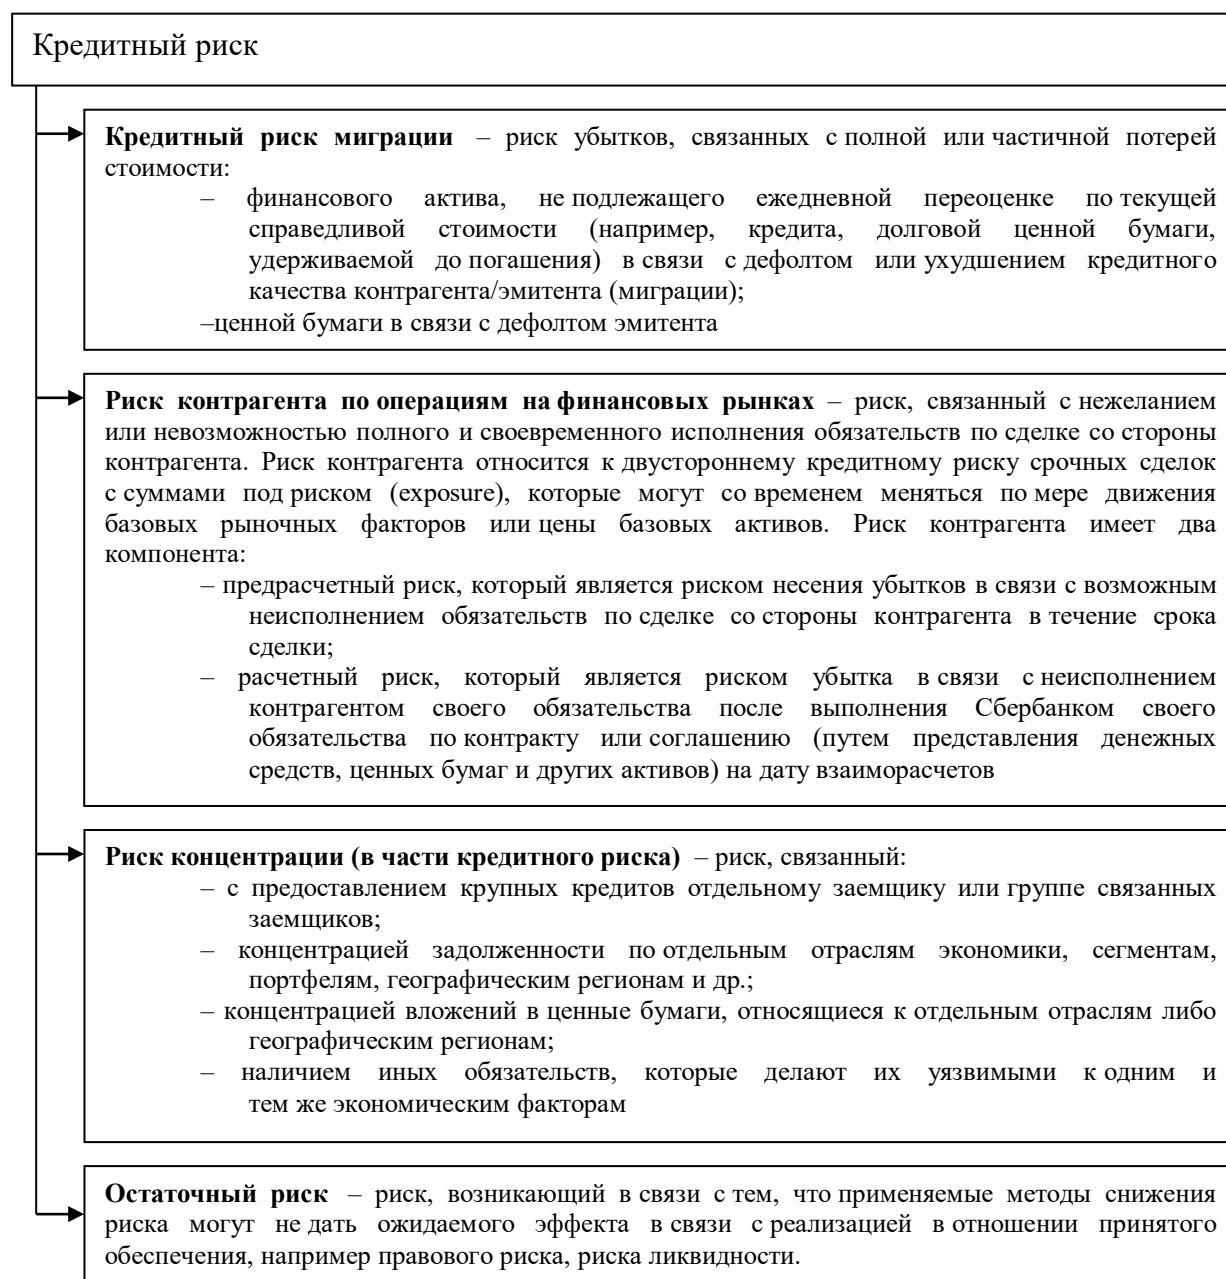 Кредитный риск
Кредитный риск миграции – риск убытков, связанных с полной или частичной потерей
стоимости:
– финансового актива, не подлежащего ежедневной переоценке по текущей
справедливой стоимости (например, кредита, долговой ценной бумаги,
удерживаемой до погашения) в связи с дефолтом или ухудшением кредитного
качества контрагента/эмитента (миграции);
–ценной бумаги в связи с дефолтом эмитента
Риск контрагента по операциям на финансовых рынках – риск, связанный с нежеланием
или невозможностью полного и своевременного исполнения обязательств по сделке со стороны
контрагента. Риск контрагента относится к двустороннему кредитному риску срочных сделок
с суммами под риском (exposure), которые могут со временем меняться по мере движения
базовых рыночных факторов или цены базовых активов. Риск контрагента имеет два
компонента:
– предрасчетный риск, который является риском несения убытков в связи с возможным
неисполнением обязательств по сделке со стороны контрагента в течение срока
сделки;
– расчетный риск, который является риском убытка в связи с неисполнением
контрагентом своего обязательства после выполнения Сбербанком своего
обязательства по контракту или соглашению (путем представления денежных
средств, ценных бумаг и других активов) на дату взаиморасчетов
Риск концентрации (в части кредитного риска) – риск, связанный:
– с предоставлением крупных кредитов отдельному заемщику или группе связанных
заемщиков;
– концентрацией задолженности по отдельным отраслям экономики, сегментам,
портфелям, географическим регионам и др.;
– концентрацией вложений в ценные бумаги, относящиеся к отдельным отраслям либо
географическим регионам;
– наличием иных обязательств, которые делают их уязвимыми к одним и
тем же экономическим факторам
Остаточный риск – риск, возникающий в связи с тем, что применяемые методы снижения
риска могут не дать ожидаемого эффекта в связи с реализацией в отношении принятого
обеспечения, например правового риска, риска ликвидности.